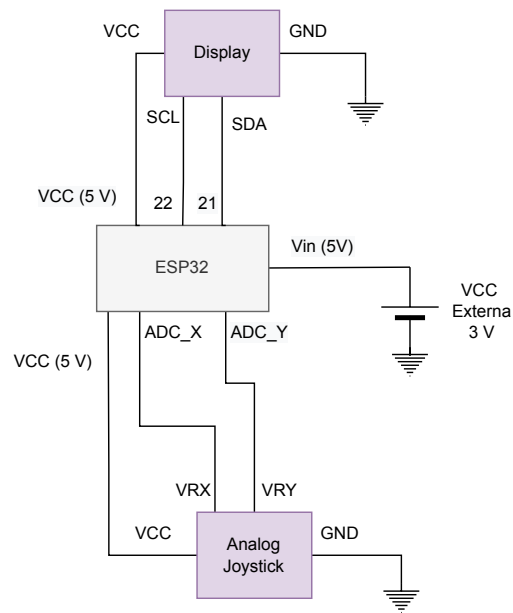 VCC
GND
Display
SCL
SDA
VCC (5 V)
22
21
Vin (5V)
ESP32
VCC
Externa
3 V
ADC_X
ADC_Y
VCC (5 V)
VRX
VRY
VCC
GND
Analog
Joystick